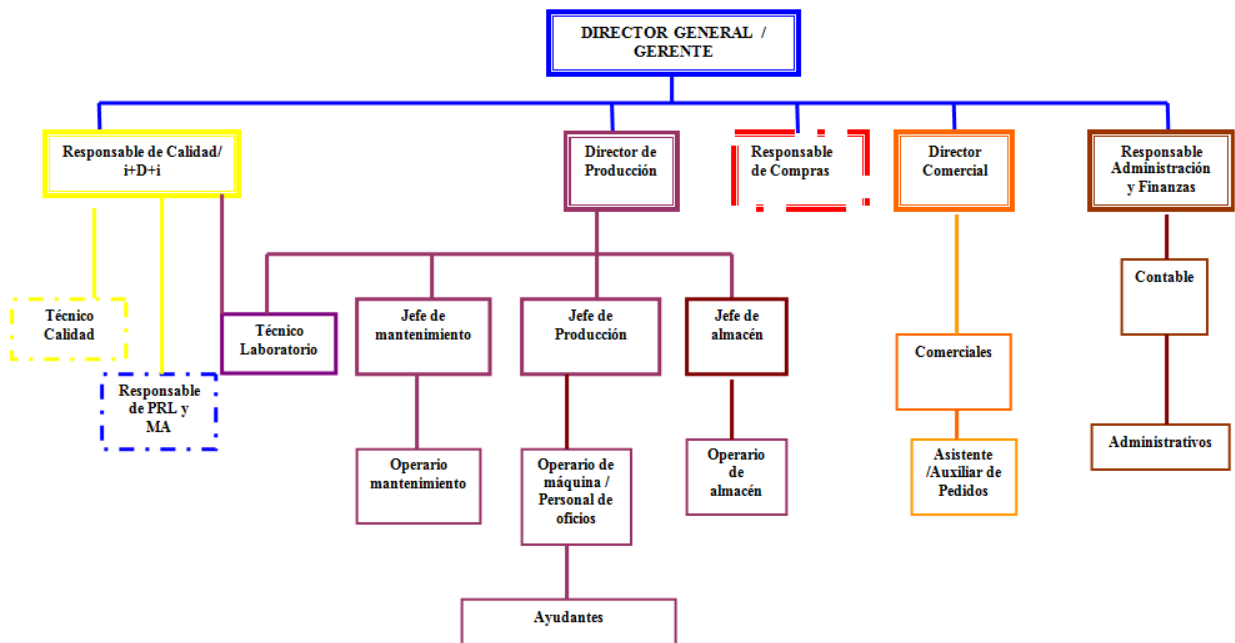 DIRECTOR GENERAL /
GERENTE
Responsable de Calidad/
i+D+i
Director de
Producción
Responsable
de Compras
Director
Comercial
Responsable
Administración
y Finanzas
Contable
Técnico
Calidad
Técnico
Laboratorio
Jefe de
mantenimiento
Jefe de
Producción
Jefe de
almacén
Comerciales
Responsable
de PRL y
MA
Operario
mantenimiento
Operario de
máquina /
Personal de
oficios
Operario
de
almacén
Asistente
/Auxiliar de
Pedidos
Administrativos
Ayudantes